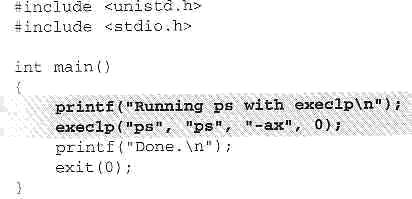 #include <unistd.h>
#include <stdio.h>

int main()
{
    printf("Running ps with execlp\n");
    execlp("ps", "ps", "-ax", 0);
    printf("Done.\n");
    exit(0);
}